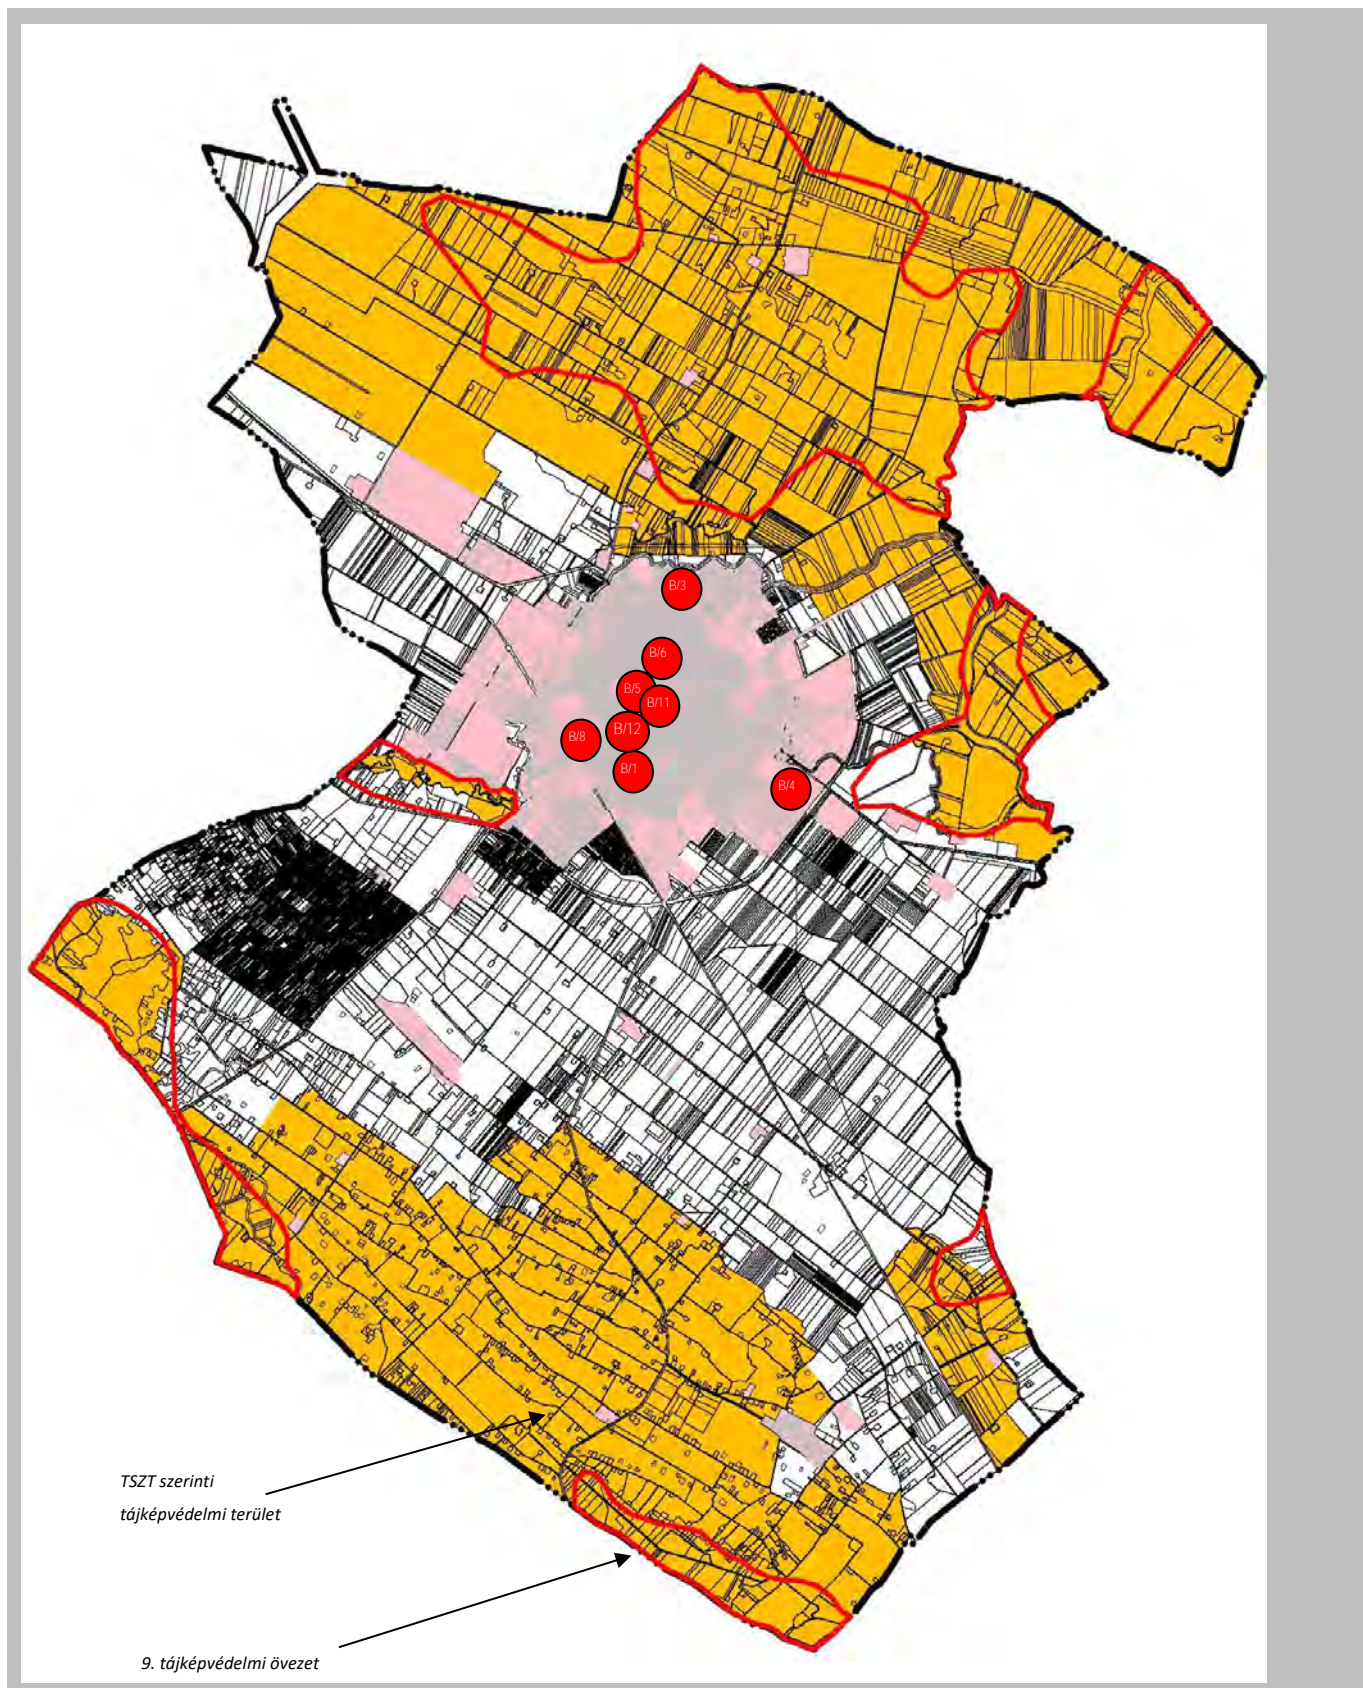 B/3
B/6
B/5
B/11
B/12
B/8
B/1
B/4
TSZT szerinti
tájképvédelmi terület
9. tájképvédelmi övezet